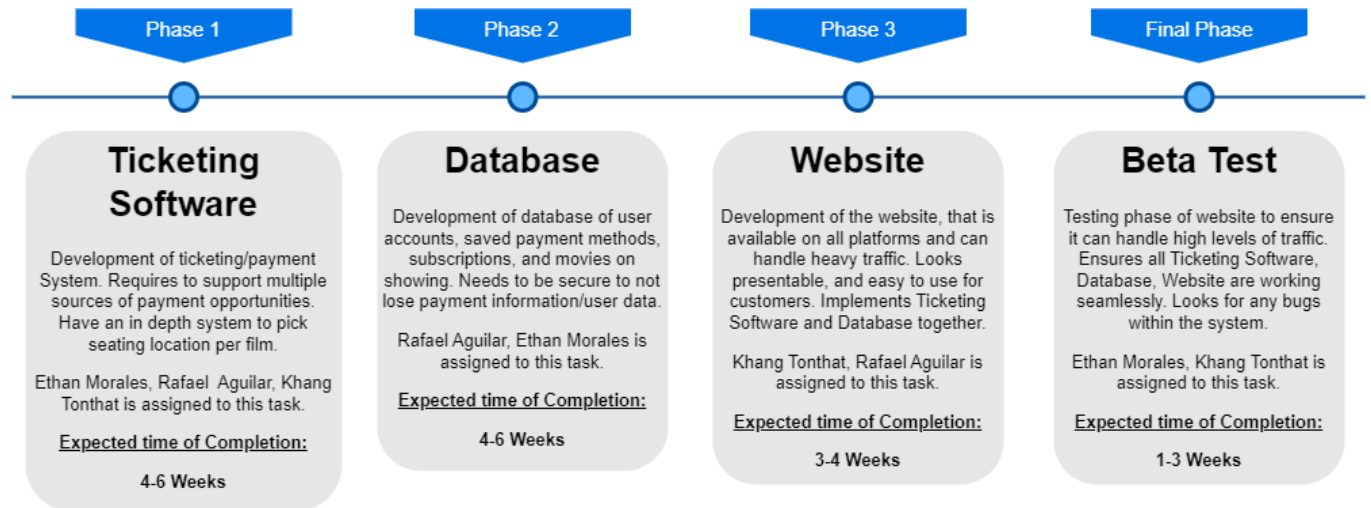 Phase 1
Phase 2
Phase 3
Final Phase
Ticketing
Software
Development of ticketing/payment
System. Requires to support multiple
sources of payment opportunities.
Have an in depth system to pick
seating location per film.
Ethan Morales, Rafael Aguilar, Khang
Tonthat is assigned to this task.
Expected time of Completion:
4-6 Weeks
Database
Development of database of user
accounts, saved payment methods,
subscriptions, and movies on
showing. Needs to be secure to not
lose payment information/user data.
Rafael Aguilar, Ethan Morales is
assigned to this task.
Expected time of Completion:
4-6 Weeks
Website
Development of the website, that is
available on all platforms and can
handle heavy traffic. Looks
presentable, and easy to use for
customers. Implements Ticketing
Software and Database together.
Khang Tonthat, Rafael Aguilar is
assigned to this task.
Expected time of Completion:
3-4 Weeks
Beta Test
Testing phase of website to ensure
it can handle high levels of traffic.
Ensures all Ticketing Software,
Database, Website are working
seamlessly. Looks for any bugs
within the system.
Ethan Morales, Khang Tonthat is
assigned to this task.
Expected time of Completion:
1-3 Weeks